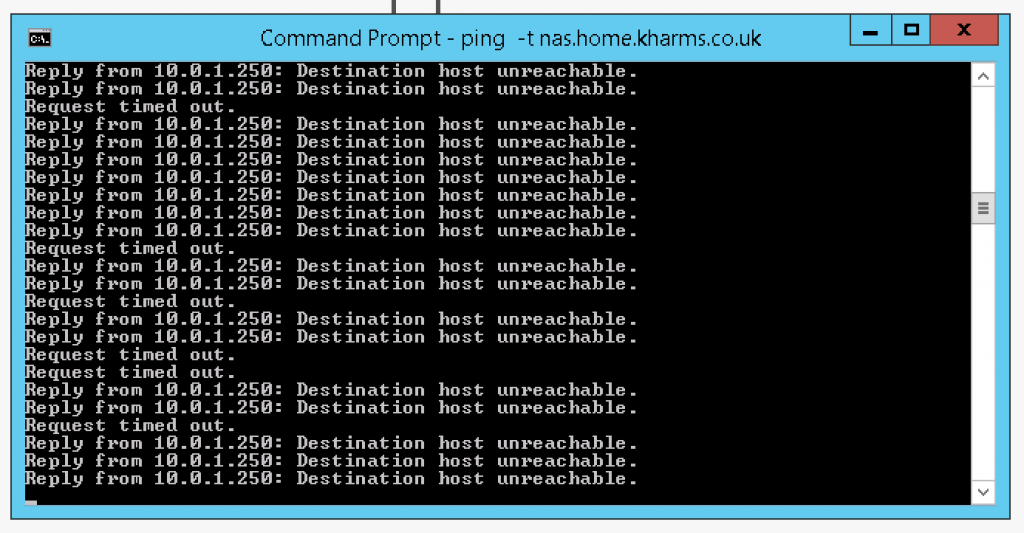 Command Prompt - ping  -t nas.home.kharms.co.uk
Reply from 10.0.1.250: Destination host unreachable.
Reply from 10.0.1.250: Destination host unreachable.
Request timed out.
Reply from 10.0.1.250: Destination host unreachable.
Reply from 10.0.1.250: Destination host unreachable.
Reply from 10.0.1.250: Destination host unreachable.
Reply from 10.0.1.250: Destination host unreachable.
Reply from 10.0.1.250: Destination host unreachable.
Reply from 10.0.1.250: Destination host unreachable.
Reply from 10.0.1.250: Destination host unreachable.
Request timed out.
Reply from 10.0.1.250: Destination host unreachable.
Reply from 10.0.1.250: Destination host unreachable.
Request timed out.
Reply from 10.0.1.250: Destination host unreachable.
Reply from 10.0.1.250: Destination host unreachable.
Request timed out.
Request timed out.
Reply from 10.0.1.250: Destination host unreachable.
Reply from 10.0.1.250: Destination host unreachable.
Request timed out.
Reply from 10.0.1.250: Destination host unreachable.
Reply from 10.0.1.250: Destination host unreachable.
Reply from 10.0.1.250: Destination host unreachable.